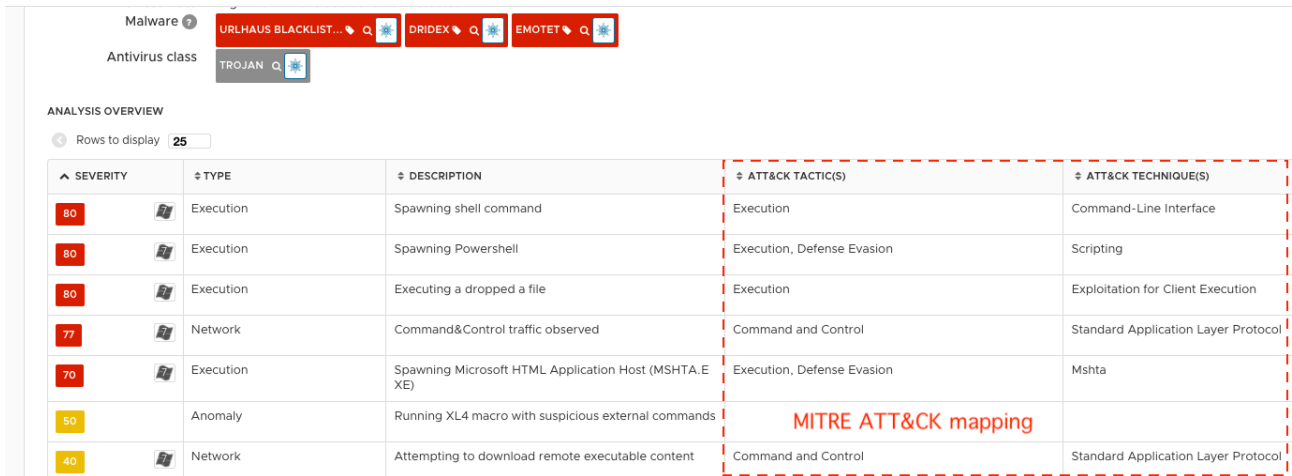 Malware ?
URLHAUS BLACKLIST... DRIDEX EMOTET
Antivirus class
TROJAN
ANALYSIS OVERVIEW
Rows to display 25
SEVERITY TYPE DESCRIPTION ATT&CK TACTIC(S) ATT&CK TECHNIQUE(S)
80 Execution Spawning shell command Execution Command-Line Interface
80 Execution Spawning Powershell Execution, Defense Evasion Scripting
80 Execution Executing a dropped a file Execution Exploitation for Client Execution
77 Network Command&Control traffic observed Command and Control Standard Application Layer Protocol
70 Execution Spawning Microsoft HTML Application Host (MSHTA.E Execution, Defense Evasion Mshta
XE)
50 Anomaly Running XL4 macro with suspicious external commands
MITRE ATT&CK mapping
40 Network Attempting to download remote executable content Command and Control Standard Application Layer Protocol